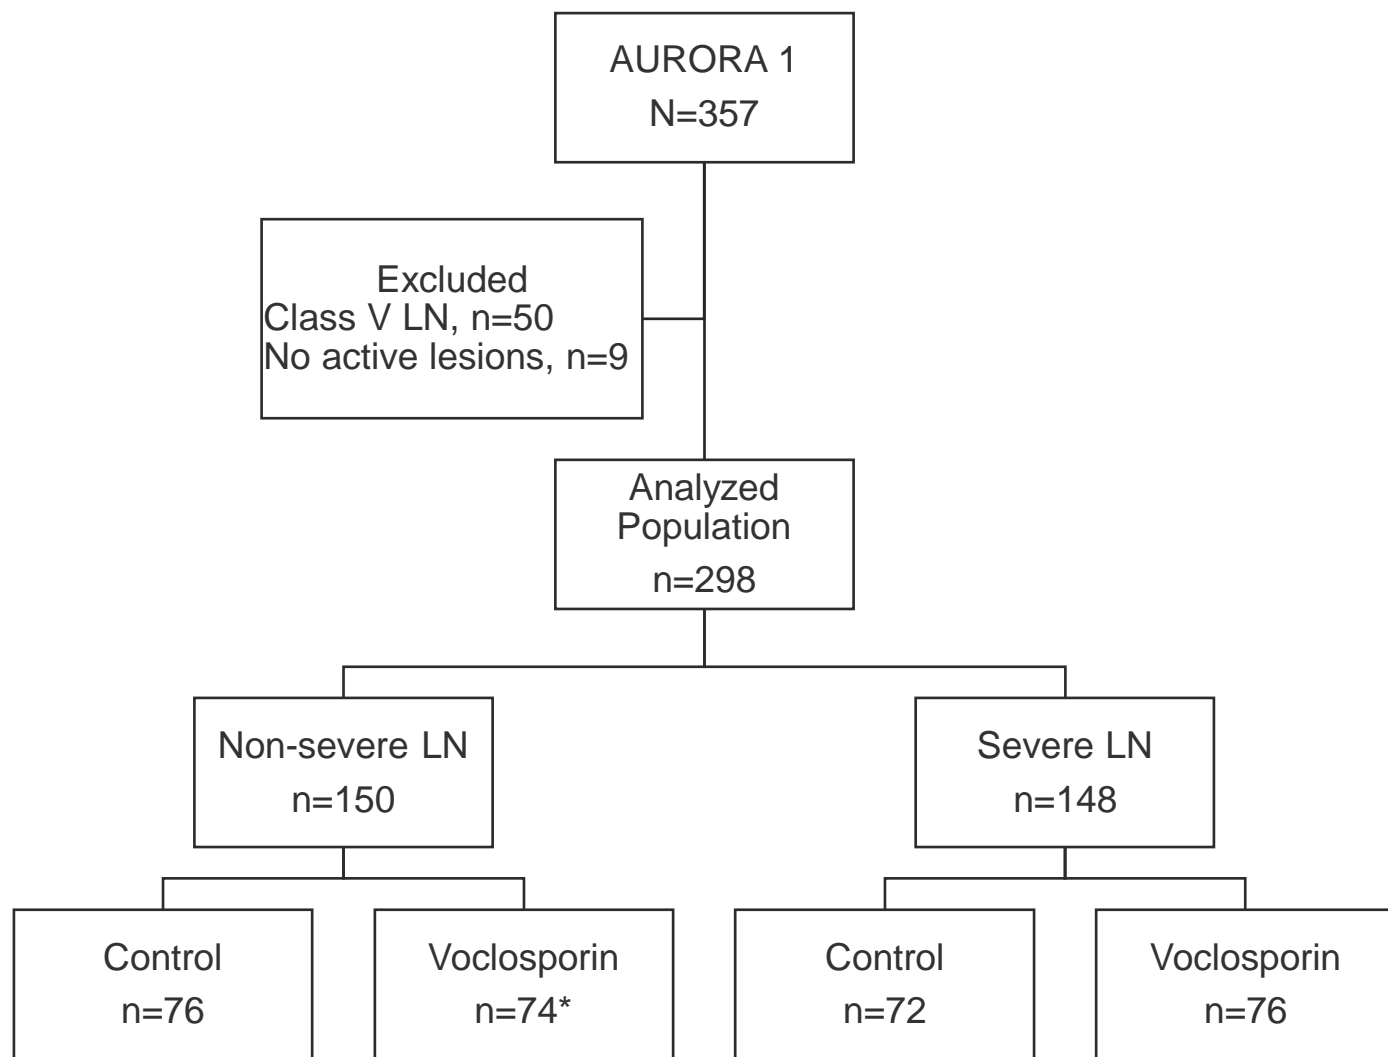 AURORA 1
N=357
Excluded
Class V LN, n=50
No active lesions, n=9
Analyzed
Population
n=298
Non-severe LN
n=150
Severe LN
n=148
Control
n=76
Voclosporin
n=74*
Control
n=72
Voclosporin
n=76